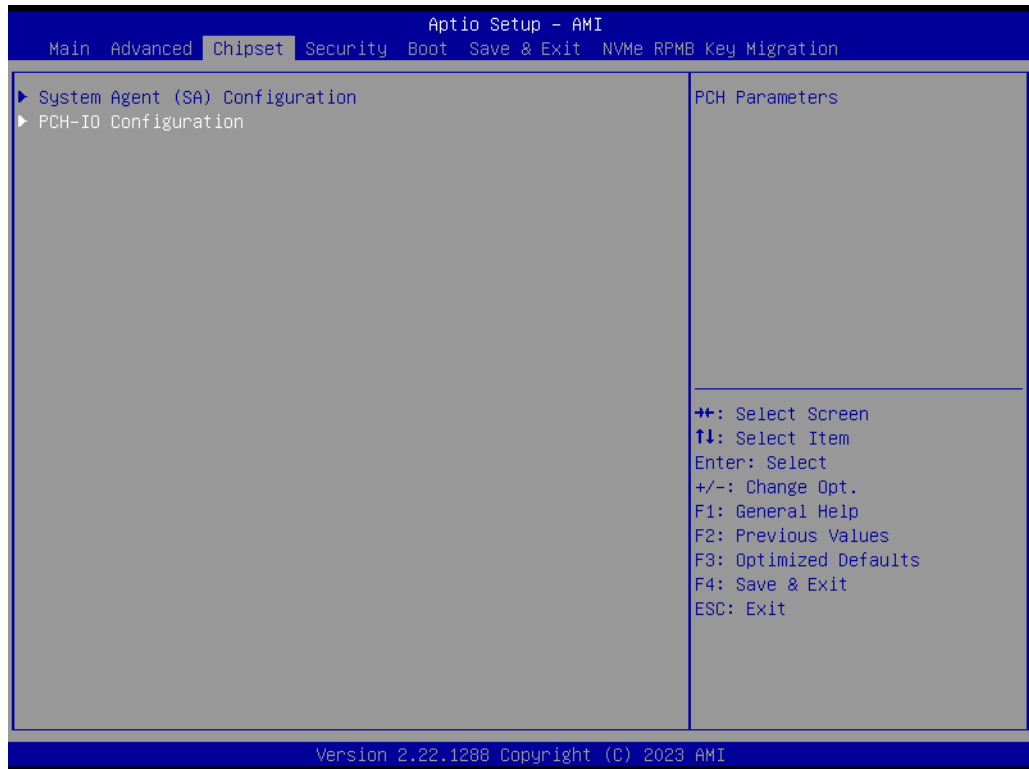 Aptio Setup – AMI
Main Advanced Chipset Security Boot Save & Exit NVMe RPMB Key Migration
▶ System Agent (SA) Configuration
▶ PCH-IO Configuration
PCH Parameters
→←: Select Screen
↑↓: Select Item
Enter: Select
+/-: Change Opt.
F1: General Help
F2: Previous Values
F3: Optimized Defaults
F4: Save & Exit
ESC: Exit
Version 2.22.1288 Copyright (C) 2023 AMI